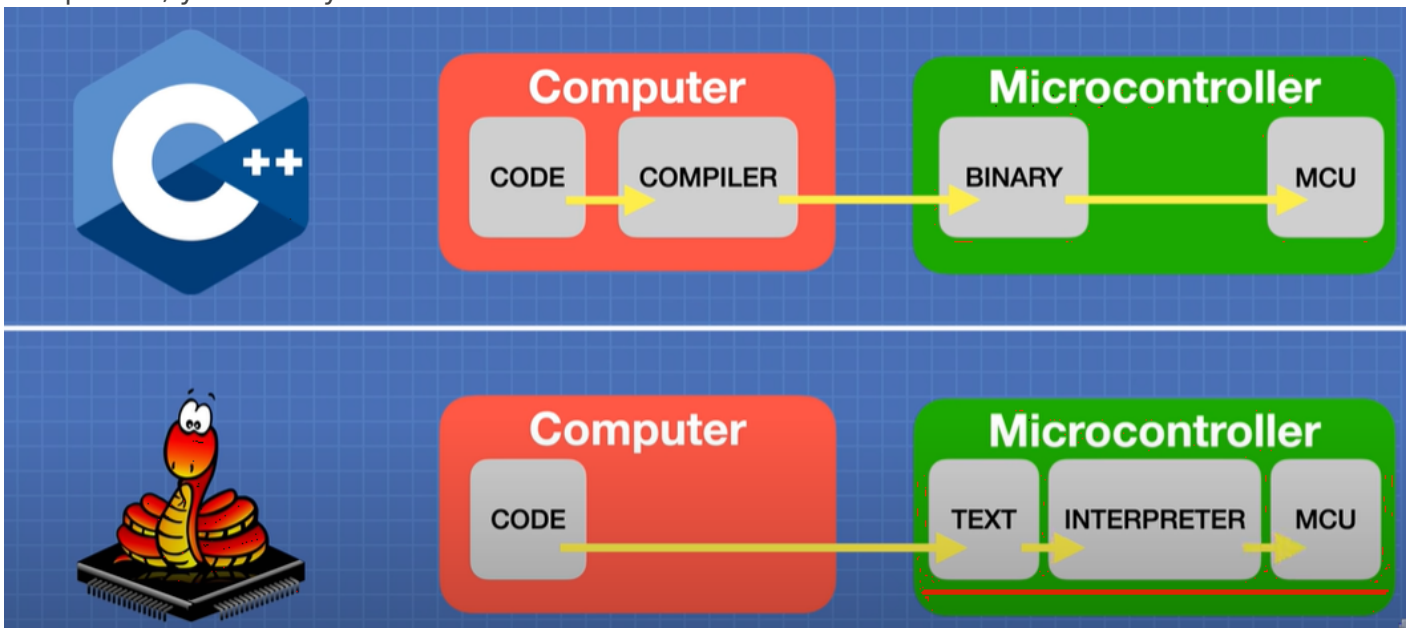 C++
Computer
CODE
COMPILER
Microcontroller
BINARY
MCU
Computer
CODE
Microcontroller
TEXT
INTERPRETER
MCU